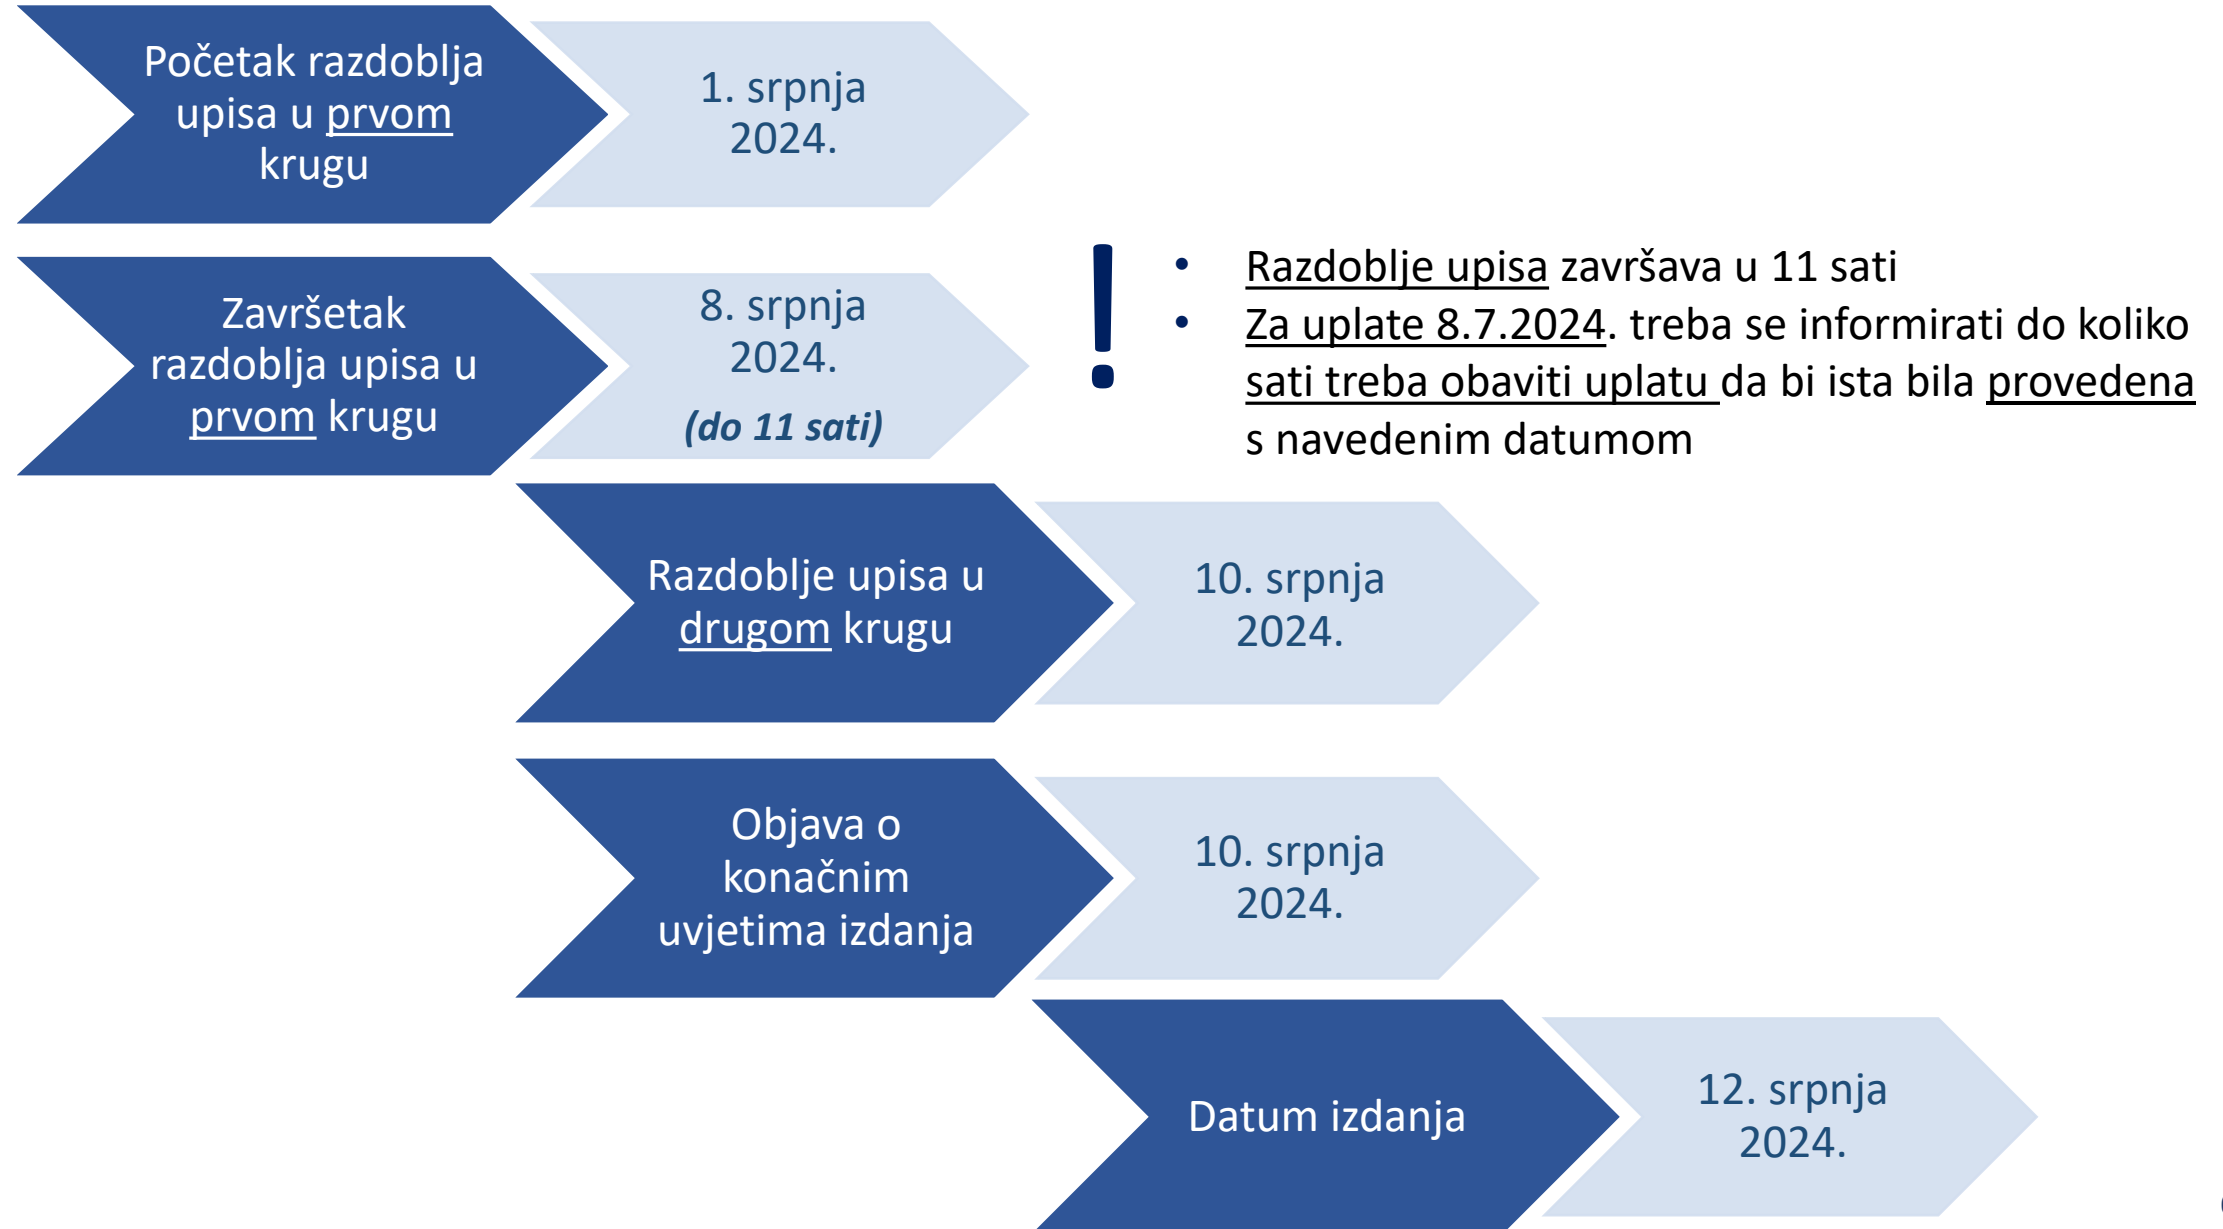 Početak razdoblja
upisa u prvom
krugu
1. srpnja
2024.
Završetak
razdoblja upisa u
prvom krugu
8. srpnja
2024.
(do 11 sati)
!
• Razdoblje upisa završava u 11 sati
• Za uplate 8.7.2024. treba se informirati do koliko
sati treba obaviti uplatu da bi ista bila provedena
s navedenim datumom
Razdoblje upisa u
drugom krugu
10. srpnja
2024.
Objava o
konačnim
uvjetima izdanja
10. srpnja
2024.
Datum izdanja
12. srpnja
2024.